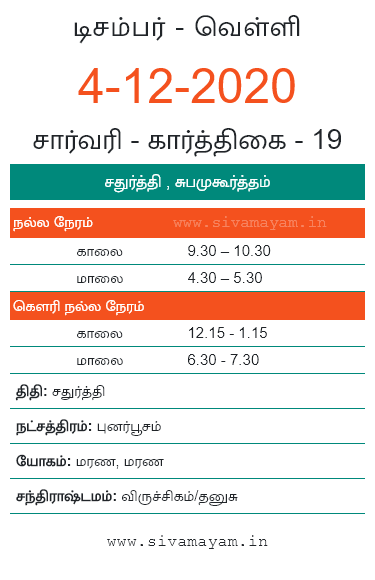 டிசம்பர் - வெள்ளி
4-12-2020
சார்வரி - கார்த்திகை - 19
சதுர்த்தி , சுபமுகூர்த்தம்
நல்ல நேரம் www.sivamayam.in
காலை 9.30 – 10.30
மாலை 4.30 – 5.30
கௌரி நல்ல நேரம்
காலை 12.15 - 1.15
மாலை 6.30 - 7.30
திதி: சதுர்த்தி
நட்சத்திரம்: புனர்பூசம்
யோகம்: மரண, மரண
சந்திராஷ்டமம்: விருச்சிகம்/தனுசு
www.sivamayam.in